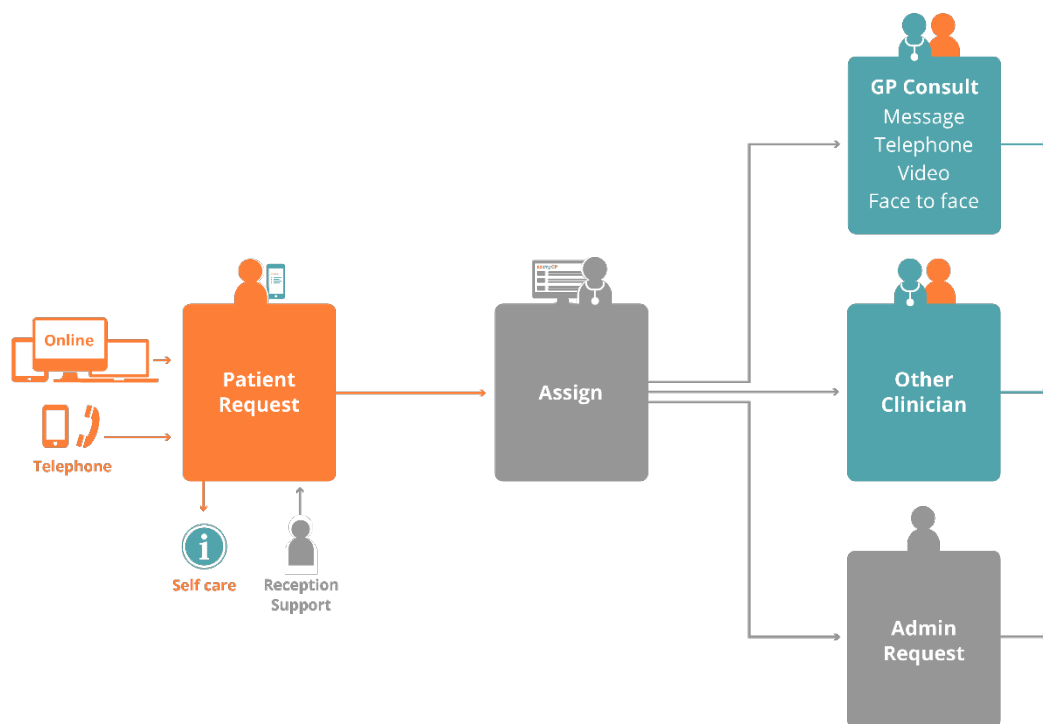 GP Consult
Message
Telephone
Video
Face to face
Online
Telephone
Patient
Request
Self care
Reception
Support
askmyGP
Assign
Other
Clinician
Admin
Request